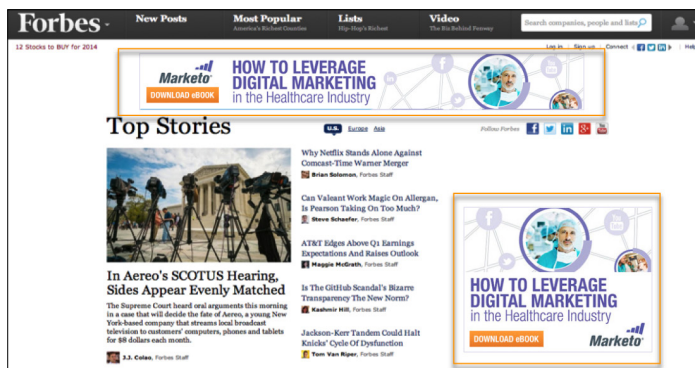 Forbes
New Posts
Most Popular
America's Richest Counties
Lists
Hip-Hop's Richest
Video
The Rix Behind Fenway
Search companies, people and lists
12 Stocks to BUY for 2014
Log in | Sign up | Connect
Help
Marketo
DOWNLOAD eBOOK
HOW TO LEVERAGE
DIGITAL MARKETING
in the Healthcare Industry
Top Stories
U.S. Europe Asia
Follow Forbes
In Aereo's SCOTUS Hearing,
Sides Appear Evenly Matched
The Supreme Court heard oral arguments this morning
in a case that will decide the fate of Aereo, a young New
York-based company that streams local broadcast
television to customers' computers, phones and tablets
for $8 dollars each month.
J.J. Colao, Forbes Staff
Why Netflix Stands Alone Against
Comcast-Time Warner Merger
Brian Solomon, Forbes Staff
Can Valeant Work Magic On Allergan,
Is Pearson Taking On Too Much?
Steve Schaefer, Forbes Staff
AT&T Edges Above Q1 Earnings
Expectations And Raises Outlook
Maggie McGrath, Forbes Staff
Is The GitHub Scandal's Bizarre
Transparency The New Norm?
Kashmir Hill, Forbes Staff
Jackson-Kerr Tandem Could Halt
Knicks' Cycle Of Dysfunction
Tom Van Riper, Forbes Staff
HOW TO LEVERAGE
DIGITAL MARKETING
in the Healthcare Industry
DOWNLOAD eBOOK
Marketo